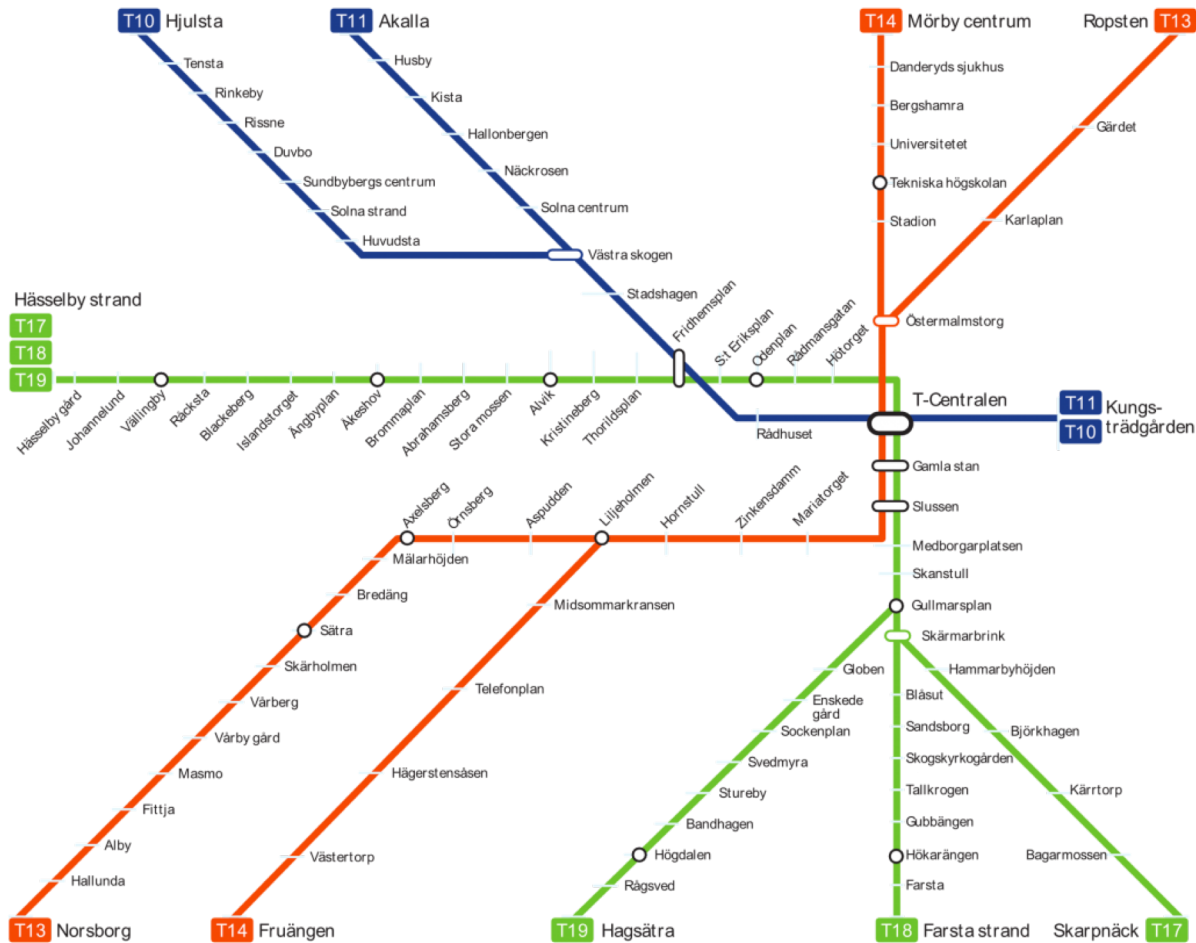 T10 Hjulsta
T11 Akalla
T14 Mörby centrum
Ropsten T13
Tensta
Rinkeby
Rissne
Duvbo
Sundbybergs centrum
Solna strand
Huvudsta
Husby
Kista
Hallonbergen
Näckrosen
Solna centrum
Västra skogen
Stadshagen
Danderyds sjukhus
Bergshamra
Universitetet
Tekniska högskolan
Stadion
Gärdet
Karlaplan
Östermalmstorg
Hässelby strand
T17
T18
T19
Hässelby gård
Johannelund
Vällingby
Råcksta
Blackeberg
Islandstorget
Ängbyplan
Åkeshov
Brommaplan
Abrahamsberg
Stora mossen
Alvik
Kristineberg
Thorildsplan
Fridhemsplan
S:t Eriksplan
Odenplan
Rådmansgatan
Hötorget
Rådhuset
T-Centralen
T11
T10
Kungs-
trädgården
Gamla stan
Slussen
Medborgarplatsen
Skanstull
Gullmarsplan
Skärmarbrink
Axelsberg
Örnsberg
Aspudden
Liljeholmen
Hornstull
Zinkensdamm
Mariatorget
Mälarhöjden
Bredäng
Sätra
Skärholmen
Vårberg
Vårby gård
Masmo
Fittja
Alby
Hallunda
Midsommarkransen
Telefonplan
Hägerstensåsen
Västertorp
Globen
Enskede
gård
Sockenplan
Svedmyra
Stureby
Bandhagen
Högdalen
Rågsved
Blåsut
Sandsborg
Skogskyrkogården
Tallkrogen
Gubbängen
Hökarängen
Farsta
Hammarbyhöjden
Björkhagen
Kärrtorp
Bagarmossen
T13 Norsborg
T14 Fruängen
T19 Hagsätra
T18 Farsta strand
Skarpnäck T17